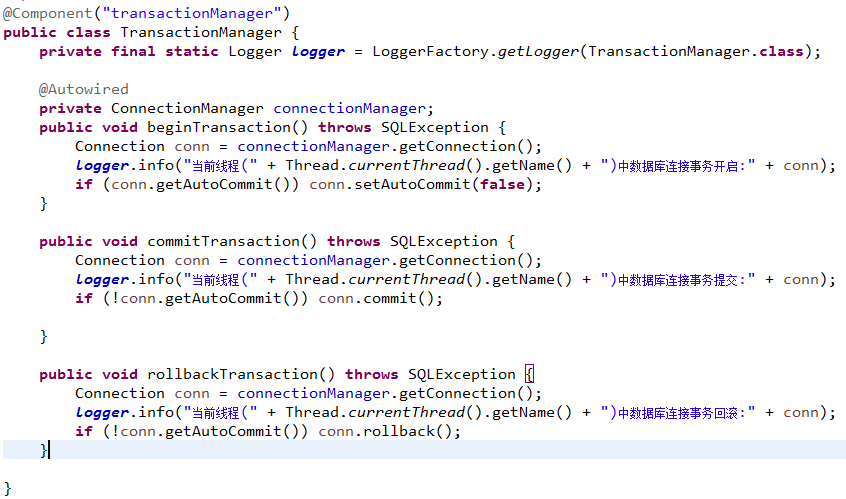 @Component("transactionManager")
public class TransactionManager {
    private final static Logger logger = LoggerFactory.getLogger(TransactionManager.class);
    @Autowired
    private ConnectionManager connectionManager;
    public void beginTransaction() throws SQLException {
        Connection conn = connectionManager.getConnection();
        logger.info("当前线程(" + Thread.currentThread().getName() + ")中数据库连接事务开启:" + conn);
        if (conn.getAutoCommit()) conn.setAutoCommit(false);
    }
    public void commitTransaction() throws SQLException {
        Connection conn = connectionManager.getConnection();
        logger.info("当前线程(" + Thread.currentThread().getName() + ")中数据库连接事务提交:" + conn);
        if (!conn.getAutoCommit()) conn.commit();
    }
    public void rollbackTransaction() throws SQLException {
        Connection conn = connectionManager.getConnection();
        logger.info("当前线程(" + Thread.currentThread().getName() + ")中数据库连接事务回滚:" + conn);
        if (!conn.getAutoCommit()) conn.rollback();
    }
}